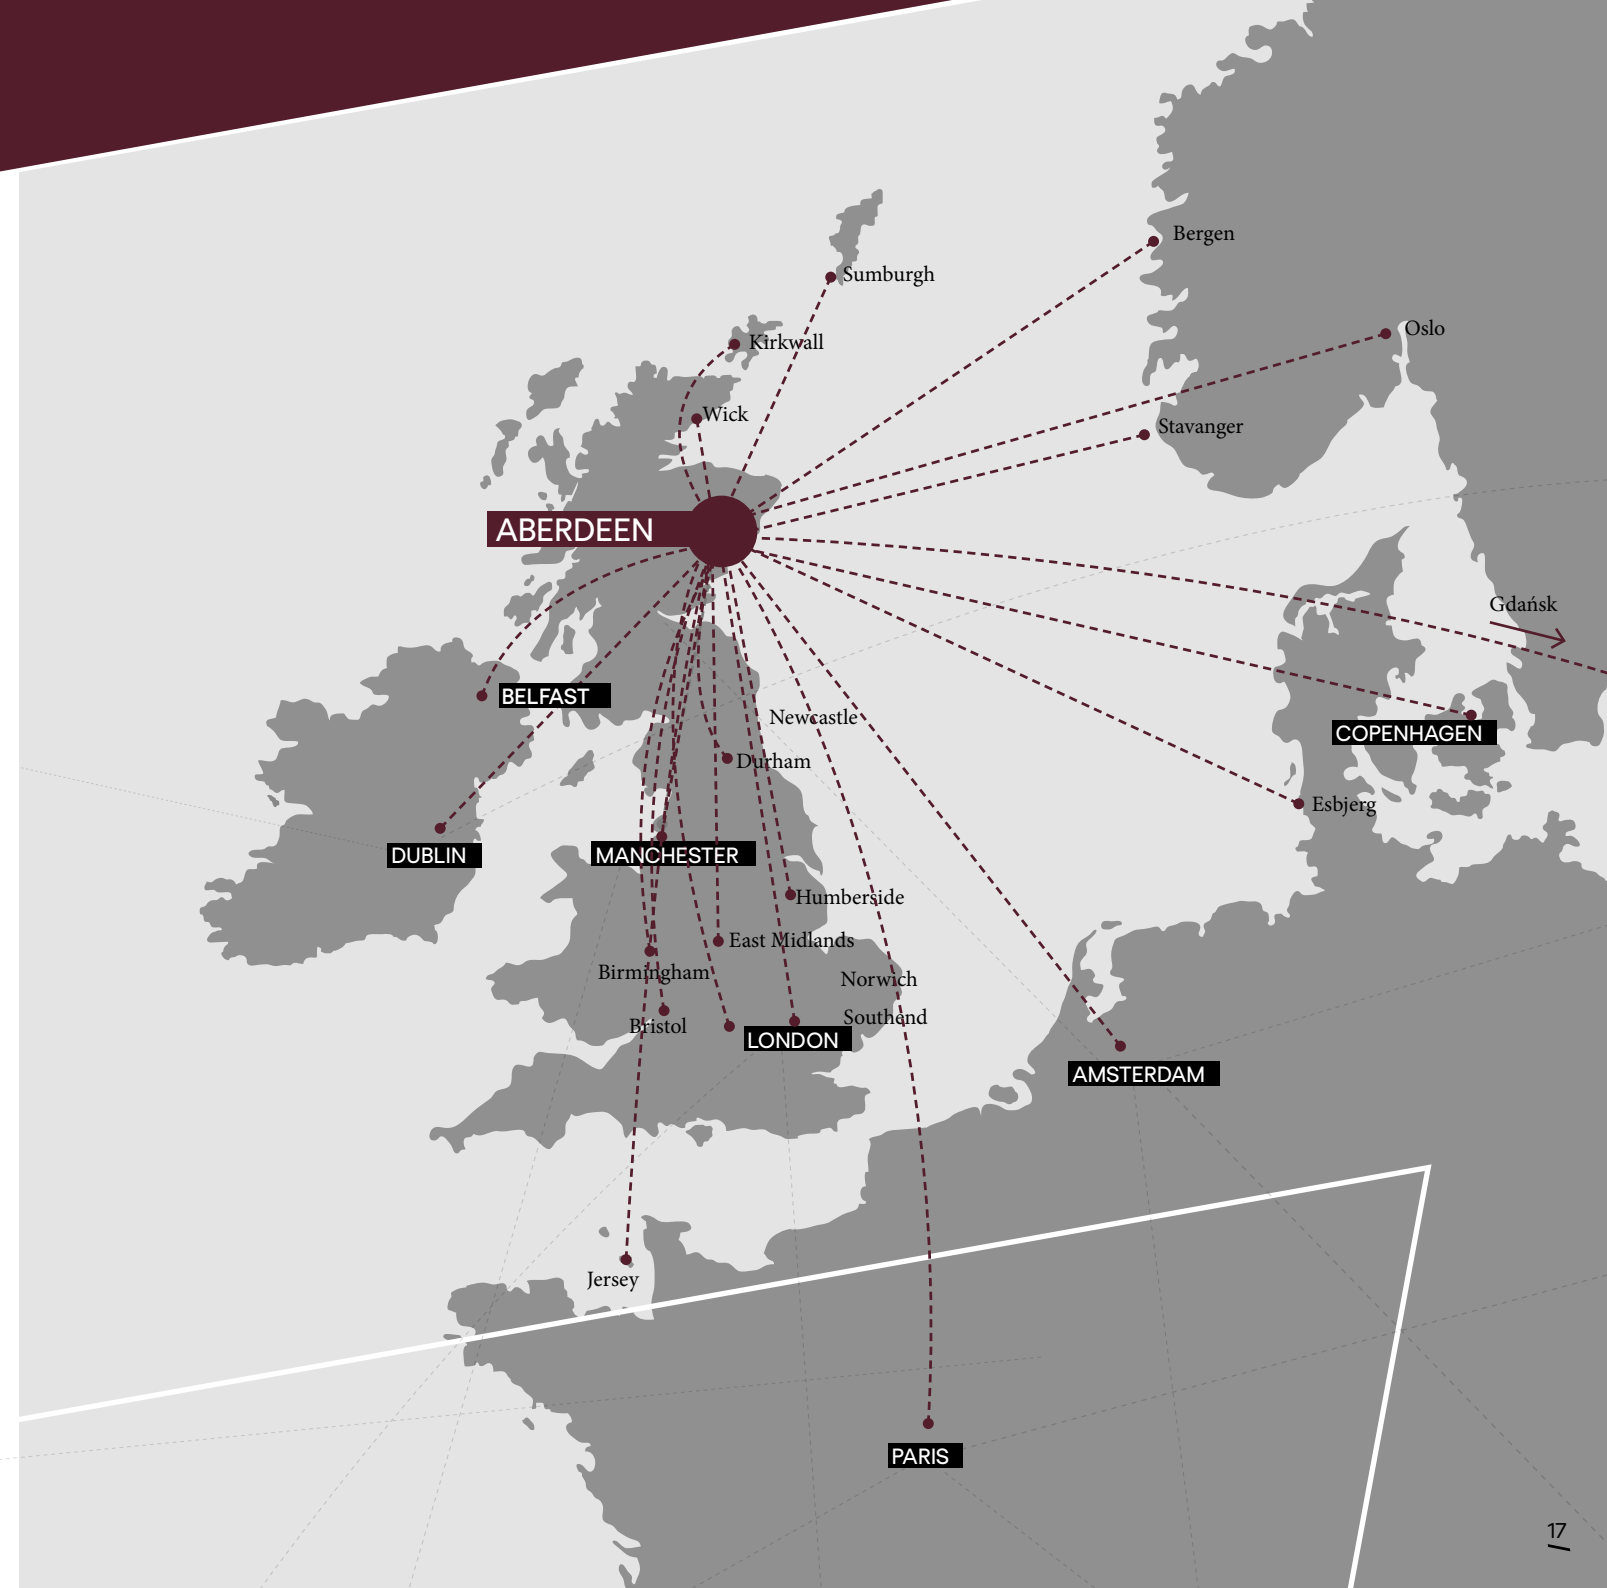 Bergen
Sumburgh
Oslo
Kirkwall
Wick
Stavanger
ABERDEEN
Gdańsk
BELFAST
Newcastle
COPENHAGEN
Durham
Esbjerg
DUBLIN
MANCHESTER
Humberside
East Midlands
Birmingham
Norwich
Southend
Bristol
LONDON
AMSTERDAM
Jersey
PARIS
17